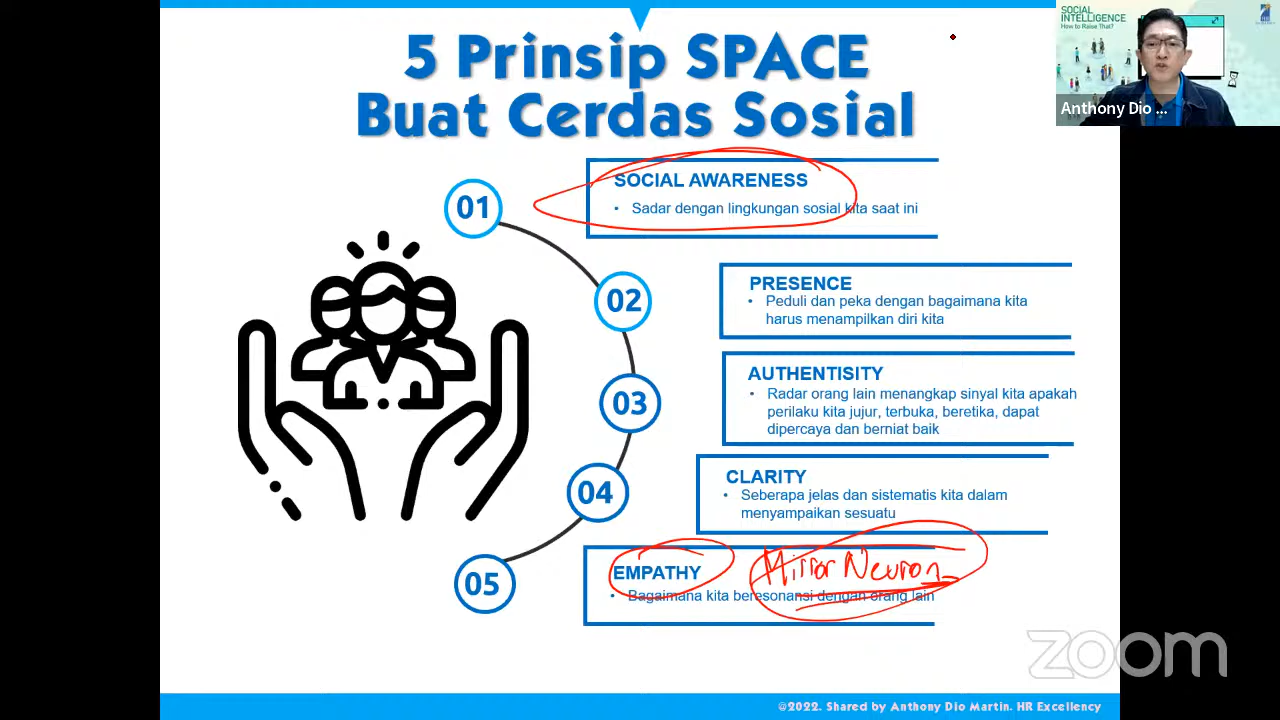 5 Prinsip SPACE
Buat Cerdas Sosial
01
SOCIAL AWARENESS
• Sadar dengan lingkungan sosial kita saat ini
02
PRESENCE
• Peduli dan peka dengan bagaimana kita
harus menampilkan diri kita
03
AUTHENTISITY
• Radar orang lain menangkap sinyal kita apakah
perilaku kita jujur, terbuka, beretika, dapat
dipercaya dan berniat baik
04
CLARITY
• Seberapa jelas dan sistematis kita dalam
menyampaikan sesuatu
05
EMPATHY
Mirror Neuron
• Bagaimana kita beresonansi dengan orang lain
SOCIAL
INTELLIGENCE
How to Raise That?
Anthony Dio ...
zoom
@2022. Shared by Anthony Dio Martin. HR Excellency